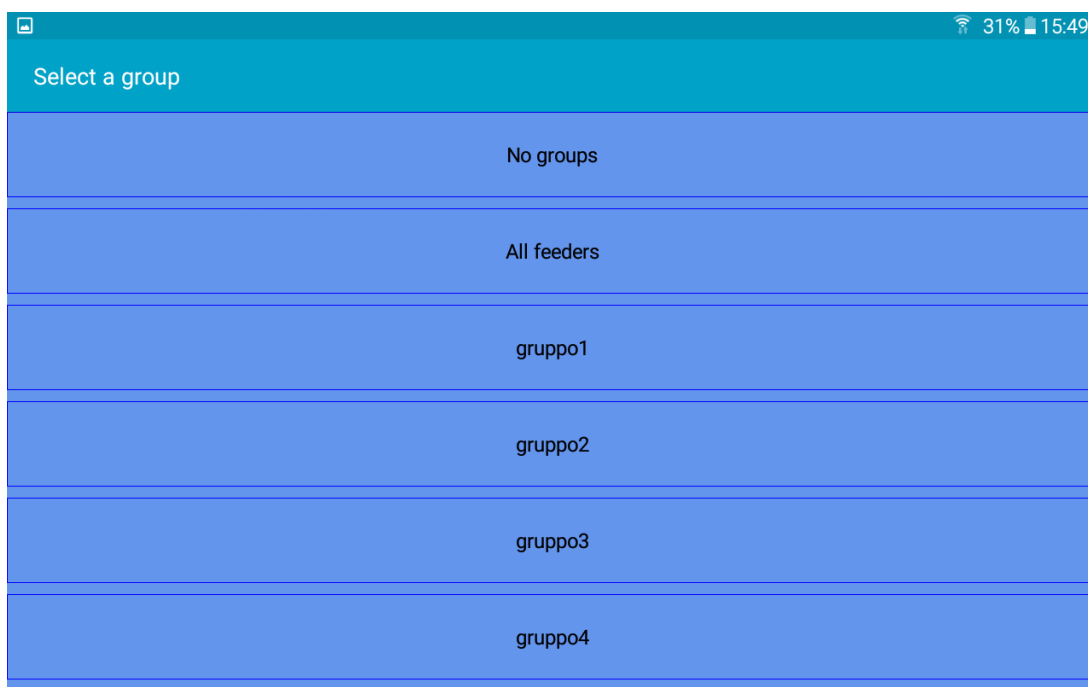 31% 15:49
Select a group
No groups
All feeders
gruppo1
gruppo2
gruppo3
gruppo4